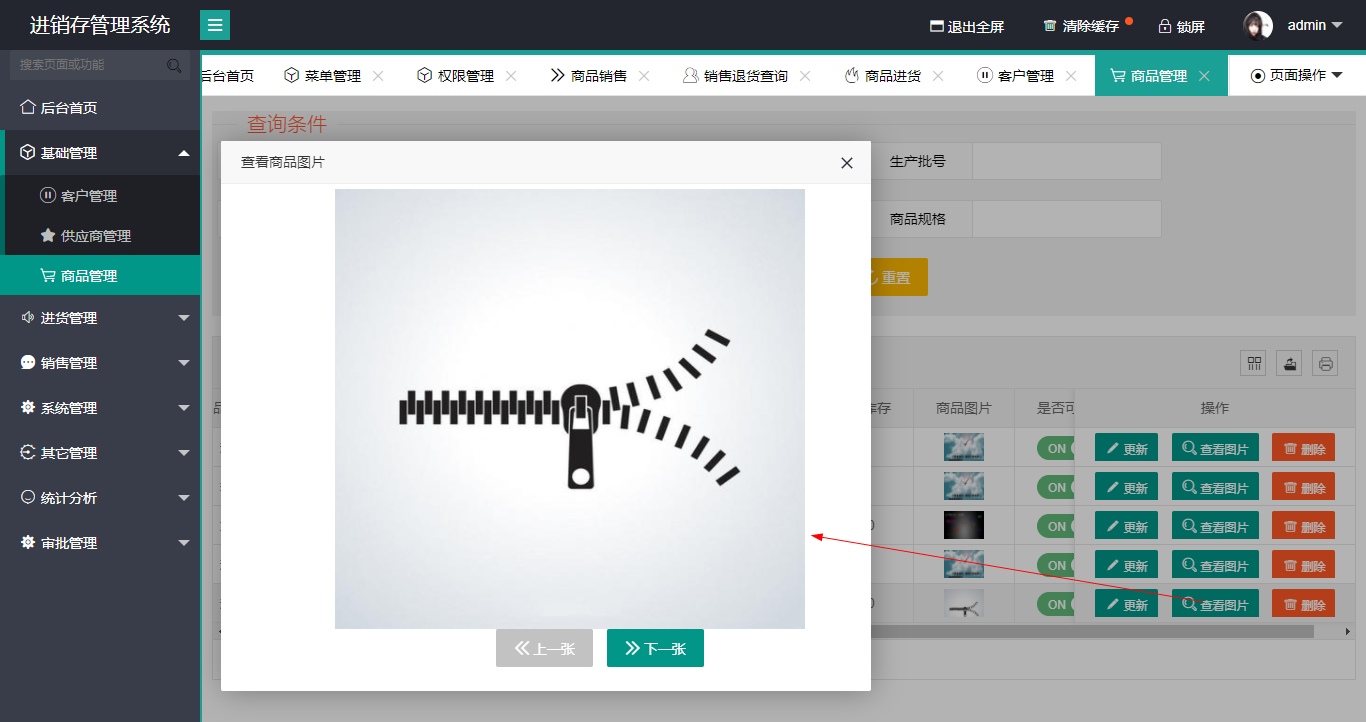 进销存管理系统
退出全屏
清除缓存
锁屏
admin
搜索页面或功能
后台首页
菜单管理
权限管理
商品销售
销售退货查询
商品进货
客户管理
商品管理
页面操作
后台首页
基础管理
客户管理
供应商管理
商品管理
进货管理
销售管理
系统管理
其它管理
统计分析
审批管理
查询条件
查看商品图片
生产批号
商品规格
重置
上一张
下一张
库存
商品图片
是否可
操作
ON
更新
查看图片
删除
ON
更新
查看图片
删除
0
ON
更新
查看图片
删除
ON
更新
查看图片
删除
0
ON
更新
查看图片
删除